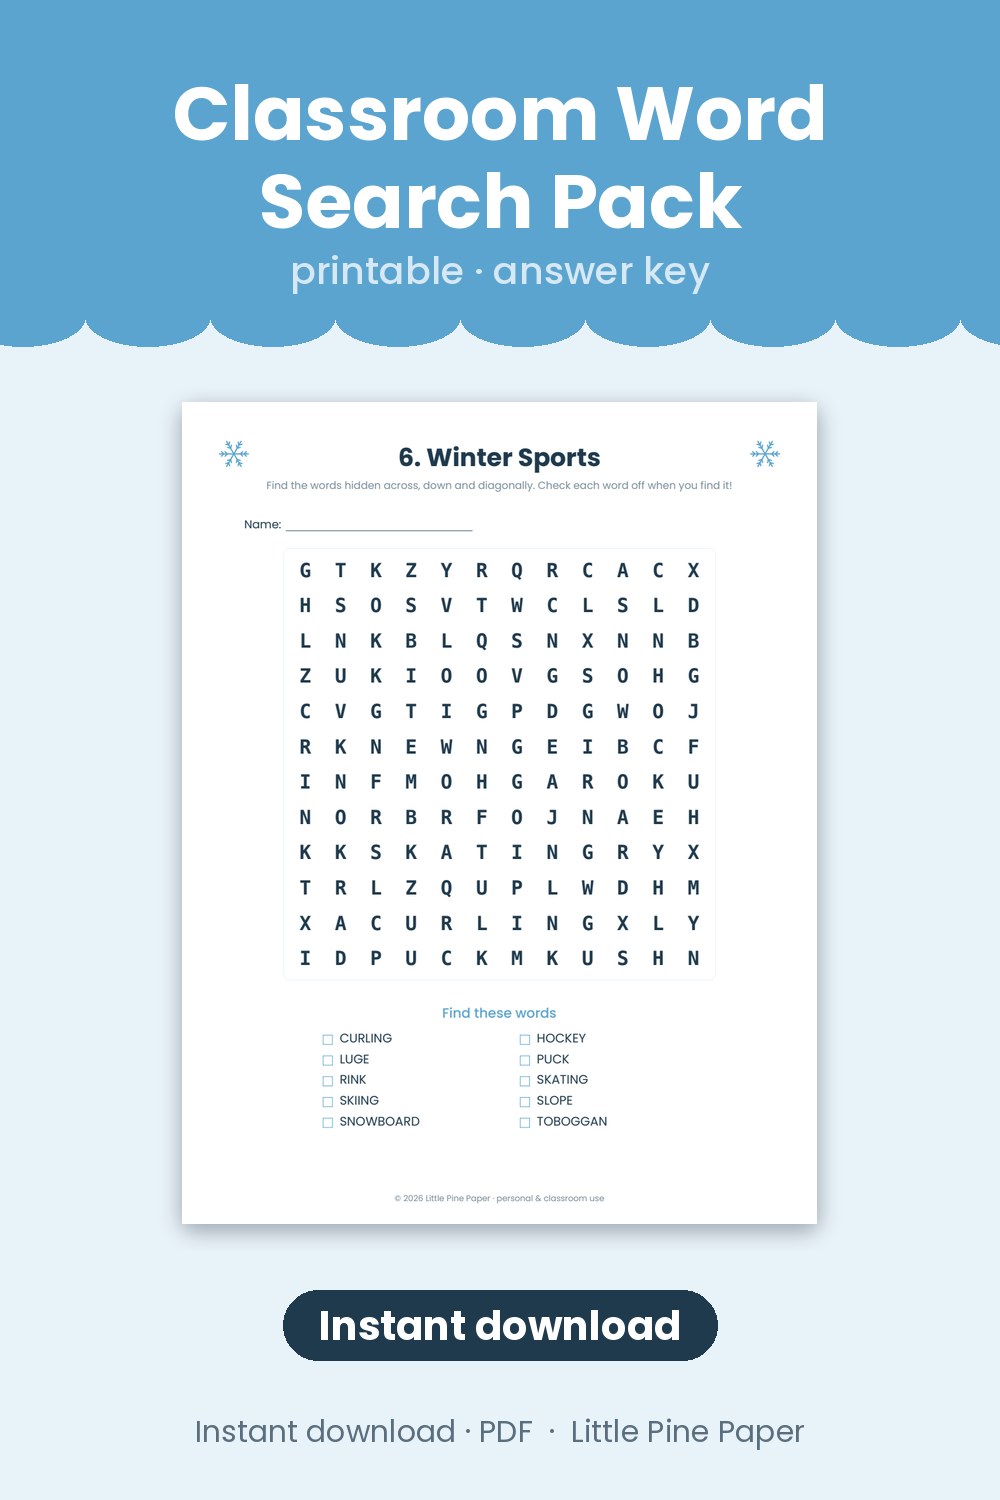 Classroom Word
Search Pack
printable · answer key
6. Winter Sports
Find the words hidden across, down and diagonally. Check each word off when you find it!
Name: ____________________
G T K Z Y R Q R C A C X
H S O S V T W C L S L D
L N K B L Q S N X N N B
Z U K I O O V G S O H G
C V G T I G P D G W O J
R K N E W N G E I B C F
I N F M O H G A R O K U
N O R B R F O J N A E H
K K S K A T I N G R Y X
T R L Z Q U P L W D H M
X A C U R L I N G X L Y
I D P U C K M K U S H N
Find these words
CURLING HOCKEY
LUGE PUCK
RINK SKATING
SKIING SLOPE
SNOWBOARD TOBOGGAN
© 2026 Little Pine Paper · personal & classroom use
Instant download
Instant download · PDF · Little Pine Paper